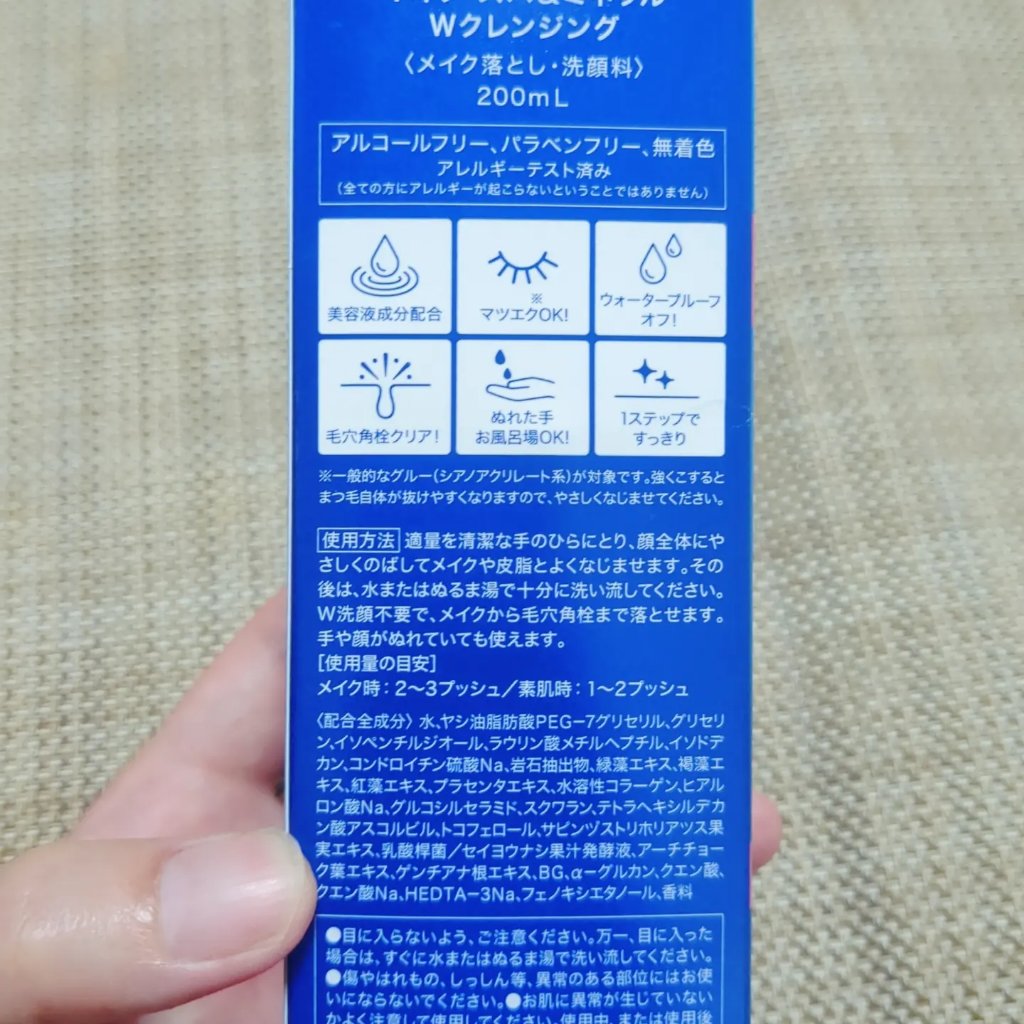 Wクレンジング
〈メイク落とし・洗顔料〉
200mL
アルコールフリー、パラベンフリー、無着色
アレルギーテスト済み
(全ての方にアレルギーが起こらないということではありません)
美容液成分配合
※
マツエクOK!
ウォータープルーフ
オフ!
毛穴角栓クリア!
ぬれた手
お風呂場OK!
1ステップで
すっきり
※一般的なグルー(シアノアクリレート系)が対象です。強くこすると
まつ毛自体が抜けやすくなりますので、やさしくなじませてください。
使用方法 適量を清潔な手のひらにとり、顔全体にや
さしくのばしてメイクや皮脂とよくなじませます。その
後は、水またはぬるま湯で十分に洗い流してください。
W洗顔不要で、メイクから毛穴角栓まで落とせます。
手や顔がぬれていても使えます。
[使用量の目安]
メイク時：2〜3プッシュ／素肌時：1〜2プッシュ
〈配合全成分〉水、ヤシ油脂肪酸PEG−7グリセリル、グリセリ
ン、イソペンチルジオール、ラウリン酸メチルヘプチル、イソドデ
カン、コンドロイチン硫酸Na、岩石抽出物、緑藻エキス、褐藻エ
キス、紅藻エキス、プラセンタエキス、水溶性コラーゲン、ヒアル
ロン酸Na、グルコシルセラミド、スクワラン、テトラヘキシルデカ
ン酸アスコルビル、トコフェロール、サピンヅストリホリアツス果
実エキス、乳酸桿菌／セイヨウナシ果汁発酵液、アーチチョー
ク葉エキス、ゲンチアナ根エキス、BG、α−グルカン、クエン酸、
クエン酸Na、HEDTA−3Na、フェノキシエタノール、香料
●目に入らないよう、ご注意ください。万一、目に入った
場合は、すぐに水またはぬるま湯で洗い流してください。
●傷やはれもの、しっしん等、異常のある部位にはお使
いにならないでください。●お肌に異常が生じていない
かよく注意して使用してください。使用中、または使用後